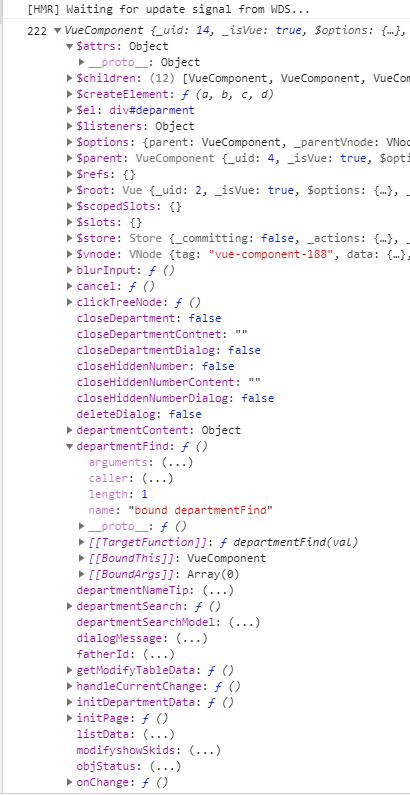 [HMR] Waiting for update signal from WDS...
222 ▼ VueComponent {_uid: 14, _isVue: true, $options: {…},
▼ $attrs: Object
▶ __proto__: Object
▶ $children: (12) [VueComponent, VueComponent, VueCom
▶ $createElement: ƒ (a, b, c, d)
▶ $el: div#deparment
▶ $listeners: Object
▶ $options: {parent: VueComponent, _parentVnode: VNo
▶ $parent: VueComponent {_uid: 4, _isVue: true, $opti
▶ $refs: {}
▶ $root: Vue {_uid: 2, _isVue: true, $options: {…}, _
▶ $scopedSlots: {}
▶ $slots: {}
▶ $store: Store {_committing: false, _actions: {…}, _
▶ $vnode: VNode {tag: "vue-component-188", data: {…},
▶ blurInput: ƒ ()
▶ cancel: ƒ ()
▶ clickTreeNode: ƒ ()
closeDepartment: false
closeDepartmentContnet: ""
closeDepartmentDialog: false
closeHiddenNumber: false
closeHiddenNumberContent: ""
closeHiddenNumberDialog: false
deleteDialog: false
▶ departmentContent: Object
▼ departmentFind: ƒ ()
arguments: (...)
caller: (...)
length: 1
name: "bound departmentFind"
▶ __proto__: ƒ ()
▶ [[TargetFunction]]: ƒ departmentFind(val)
▶ [[BoundThis]]: VueComponent
▶ [[BoundArgs]]: Array(0)
departmentNameTip: (...)
▶ departmentSearch: ƒ ()
departmentSearchModel: (...)
dialogMessage: (...)
fatherId: (...)
▶ getModifyTableData: ƒ ()
▶ handleCurrentChange: ƒ ()
▶ initDepartmentData: ƒ ()
▶ initPage: ƒ ()
listData: (...)
modifyshowSkids: (...)
objStatus: (...)
▶ onChange: ƒ ()